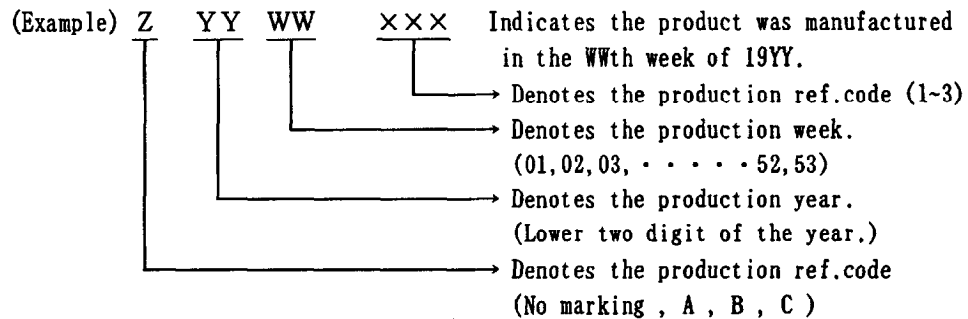 (Example) Z YY WW ××× Indicates the product was manufactured
in the WWth week of 19YY.
Denotes the production ref.code (1~3)
Denotes the production week.
(01,02,03, ・ ・ ・ ・ ・ 52,53)
Denotes the production year.
(Lower two digit of the year.)
Denotes the production ref.code
(No marking , A , B , C )